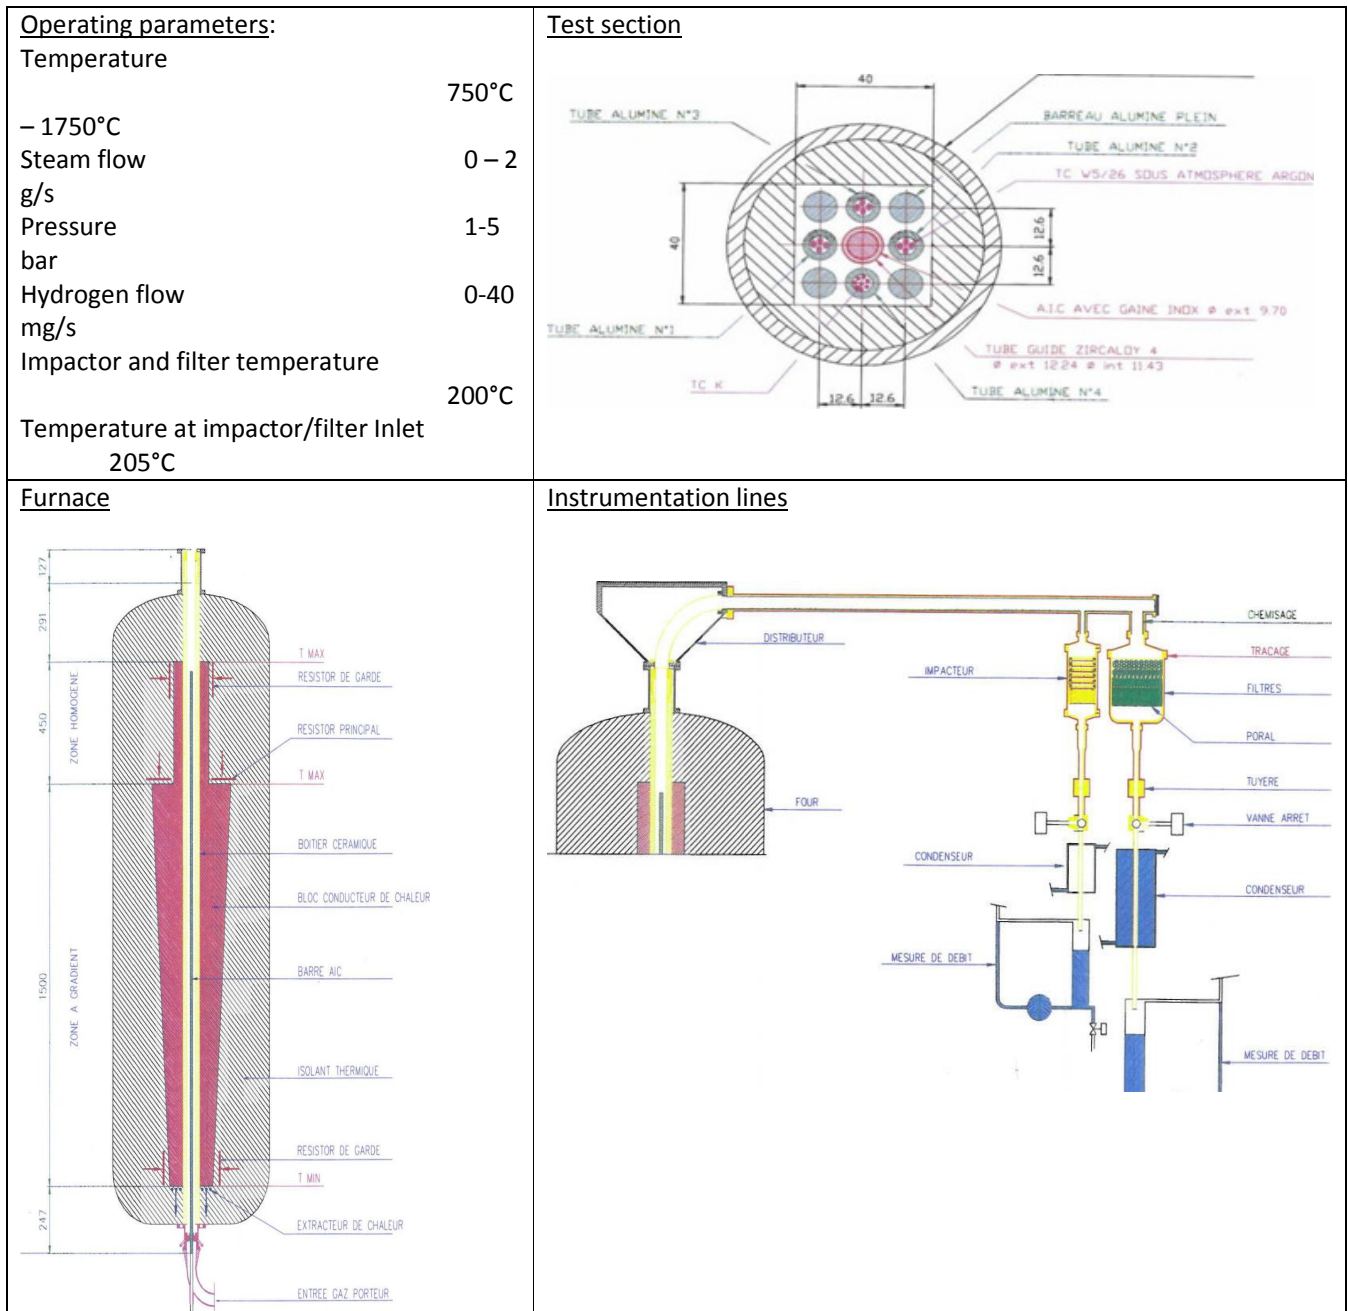 Operating parameters:
Temperature
750°C
– 1750°C
Steam flow 0 – 2
g/s
Pressure 1-5
bar
Hydrogen flow 0-40
mg/s
Impactor and filter temperature
200°C
Temperature at impactor/filter Inlet
205°C
Test section
40
TUBE ALUMINE N°3
BARREAU ALUMINE PLEIN
TUBE ALUMINE N°2
TC W5/26 SOUS ATMOSPHERE ARGON
40
12.6
12.6
A.I.C AVEC GAINE INOX ø ext 9.70
TUBE ALUMINE N°1
TUBE GUIDE ZIRCALOY 4
ø ext 12.24 ø int 11.43
TC K
TUBE ALUMINE N°4
12.6 12.6
Furnace
127
291
T MAX
RESISTOR DE GARDE
450
ZONE HOMOGENE
RESISTOR PRINCIPAL
T MAX
BOITIER CERAMIQUE
BLOC CONDUCTEUR DE CHALEUR
BARRE AIC
1500
ZONE A GRADIENT
ISOLANT THERMIQUE
RESISTOR DE GARDE
T MIN
247
EXTRACTEUR DE CHALEUR
ENTREE GAZ PORTEUR
Instrumentation lines
CHEMISAGE
DISTRIBUTEUR
TRACAGE
IMPACTEUR
FILTRES
PORAL
TUYERE
FOUR
VANNE ARRET
CONDENSEUR
CONDENSEUR
MESURE DE DEBIT
MESURE DE DEBIT